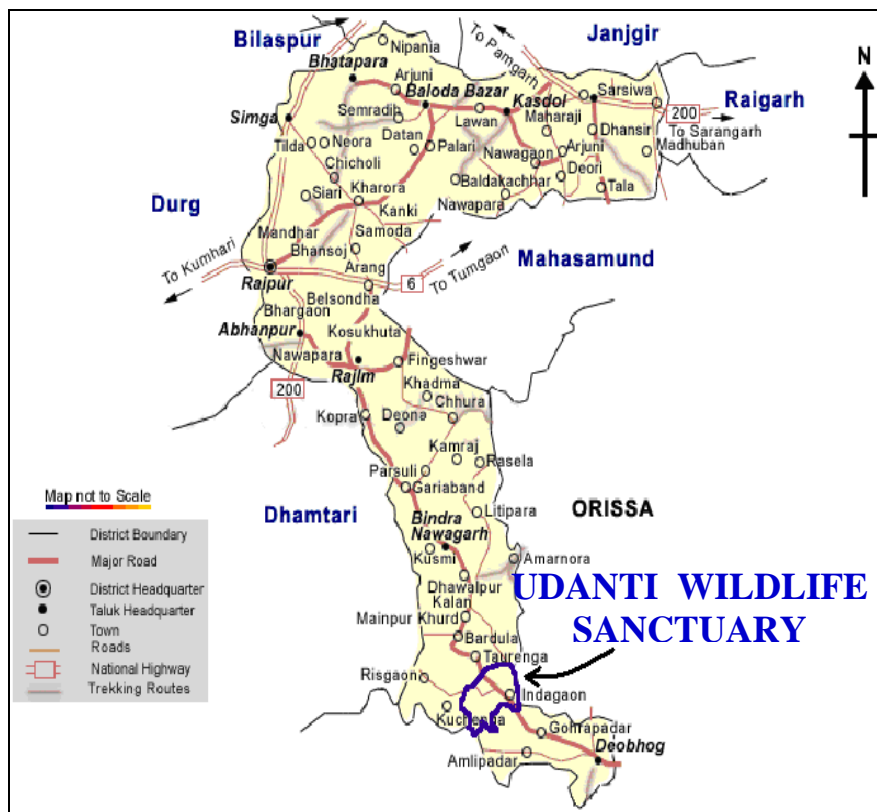 Bilaspur
Nipania
To Pamgarh
Janjgir
N
Bhatapara
Arjuni
Baloda Bazar
Kasdol
Sarsiwa
Raigarh
200
Simga
Semradih
Lawan
Maharaji
Dhansir
To Sarangarh
Tilda
Neora
Datan
Palari
Nawagaon
Arjuni
Madhuban
Chicholi
Deori
Siari
Kharora
Baldakachhar
Tala
Durg
Kanki
Nawapara
Mandhar
Samoda
Bhansoj
Mahasamund
To Kumhari
Arang
6
To Tumgaon
Raipur
Belsondha
Bhargaon
Abhanpur
Kosukhuta
Nawapara
Fingeshwar
Rajim
200
Khadma
Chhura
Kopra
Deona
Kamraj
Rasela
Parsuli
Gariaband
Map not to Scale
Dhamtari
Litipara
ORISSA
Bindra
Nawagarh
District Boundary
Kusmi
Amarnora
Major Road
Dhawalpur
UDANTI WILDLIFE
District Headquarter
Kalan
Taluk Headquarter
Mainpur Khurd
SANCTUARY
Town
Bardula
Roads
Taurenga
National Highway
Risgaon
Trekking Routes
Indagaon
Kuchenpa
Gohrapadar
Amlipadar
Deobhog